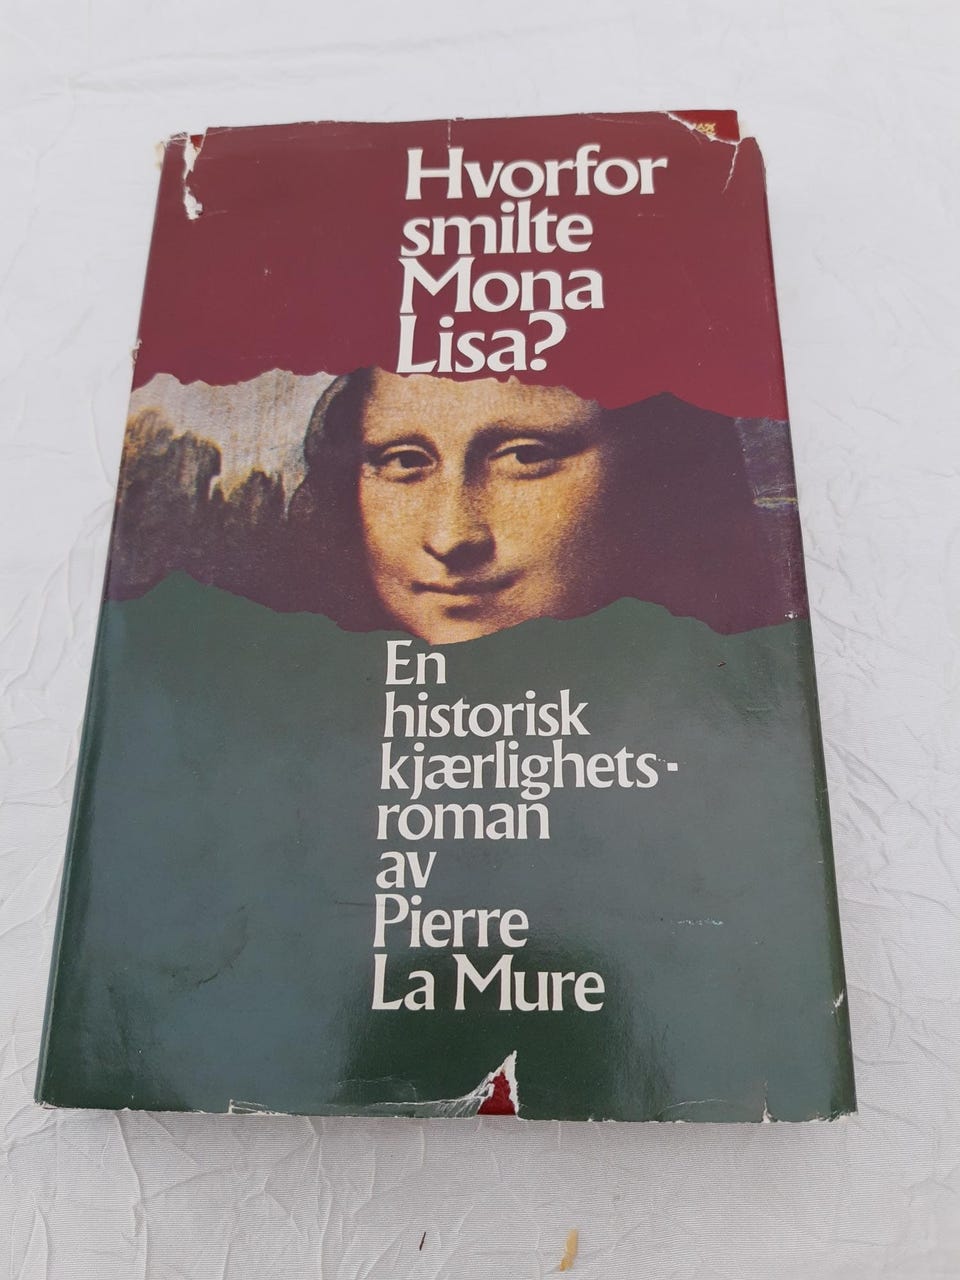 Hvorfor
smilte
Mona
Lisa?
En
historisk
kjærlighets-
roman
av
Pierre
La Mure